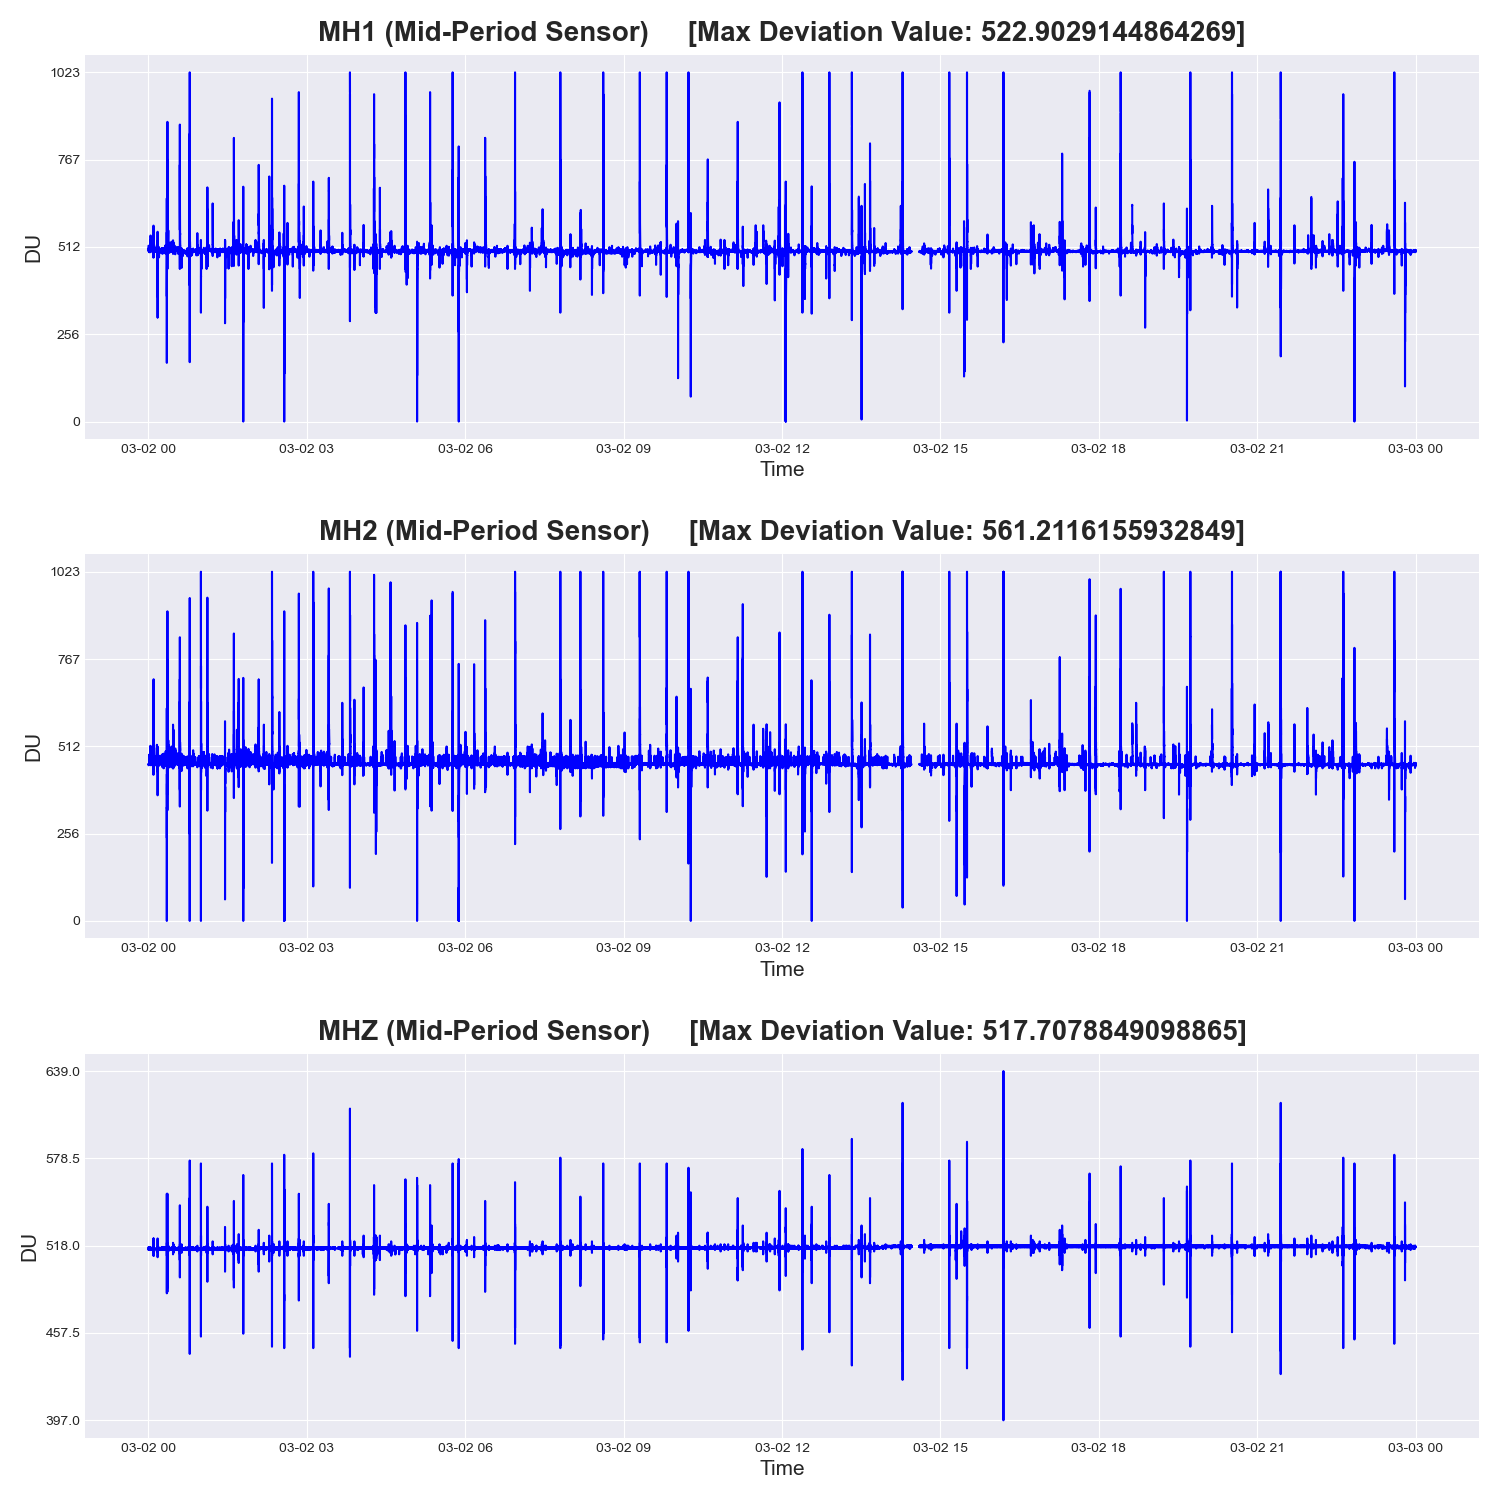 MH1 (Mid-Period Sensor) [Max Deviation Value: 522.9029144864269]
1023
767
512
256
0
DU
03-02 00 03-02 03 03-02 06 03-02 09 03-02 12 03-02 15 03-02 18 03-02 21 03-03 00
Time
MH2 (Mid-Period Sensor) [Max Deviation Value: 561.2116155932849]
1023
767
512
256
0
DU
03-02 00 03-02 03 03-02 06 03-02 09 03-02 12 03-02 15 03-02 18 03-02 21 03-03 00
Time
MHZ (Mid-Period Sensor) [Max Deviation Value: 517.7078849098865]
639.0
578.5
518.0
457.5
397.0
DU
03-02 00 03-02 03 03-02 06 03-02 09 03-02 12 03-02 15 03-02 18 03-02 21 03-03 00
Time